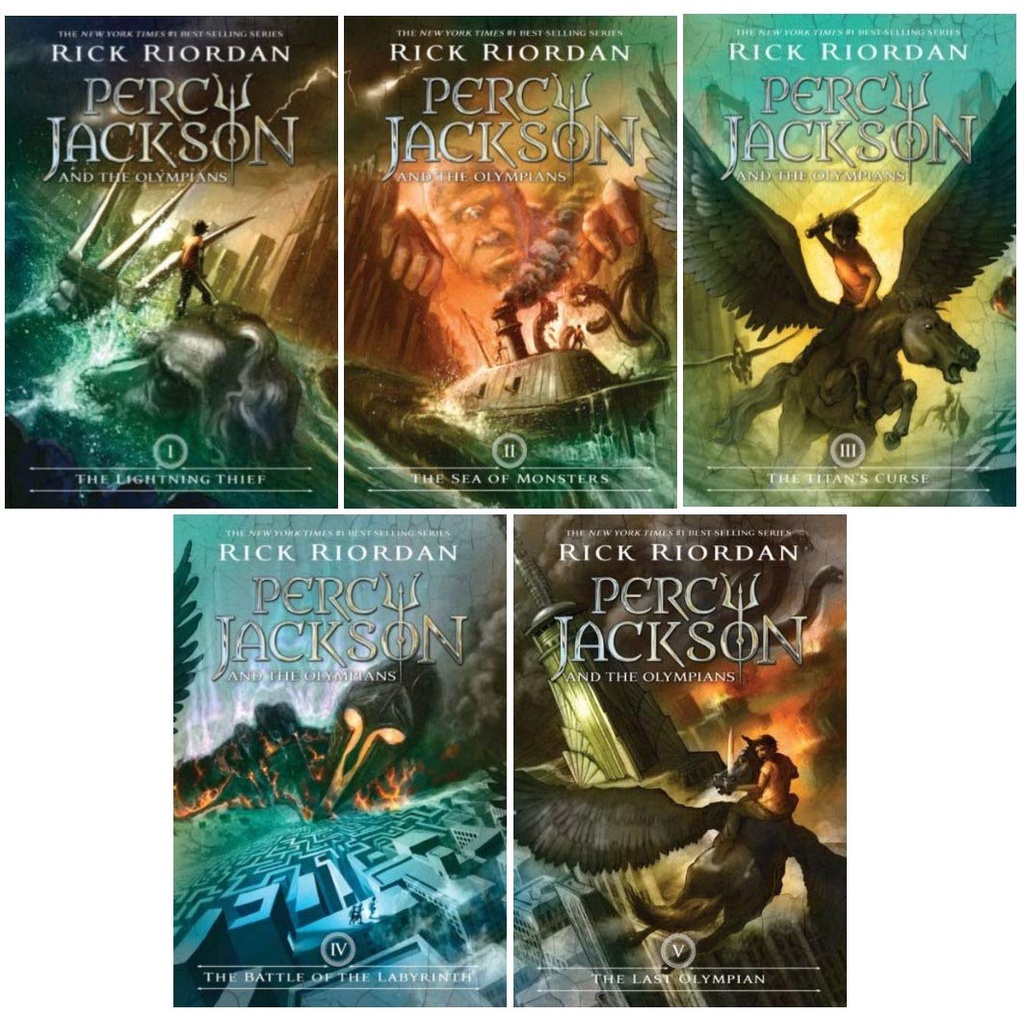 THE NEW YORK TIMES #1 BEST-SELLING SERIES
RICK RIORDAN
PERCY
JACKSON
AND THE OLYMPIANS
I
THE LIGHTNING THIEF
THE NEW YORK TIMES #1 BEST-SELLING SERIES
RICK RIORDAN
PERCY
JACKSON
AND THE OLYMPIANS
II
THE SEA OF MONSTERS
THE NEW YORK TIMES #1 BEST-SELLING SERIES
RICK RIORDAN
PERCY
JACKSON
AND THE OLYMPIANS
III
THE TITAN'S CURSE
THE NEW YORK TIMES #1 BEST-SELLING SERIES
RICK RIORDAN
PERCY
JACKSON
AND THE OLYMPIANS
IV
THE BATTLE OF THE LABYRINTH
THE NEW YORK TIMES #1 BEST-SELLING SERIES
RICK RIORDAN
PERCY
JACKSON
AND THE OLYMPIANS
V
THE LAST OLYMPIAN